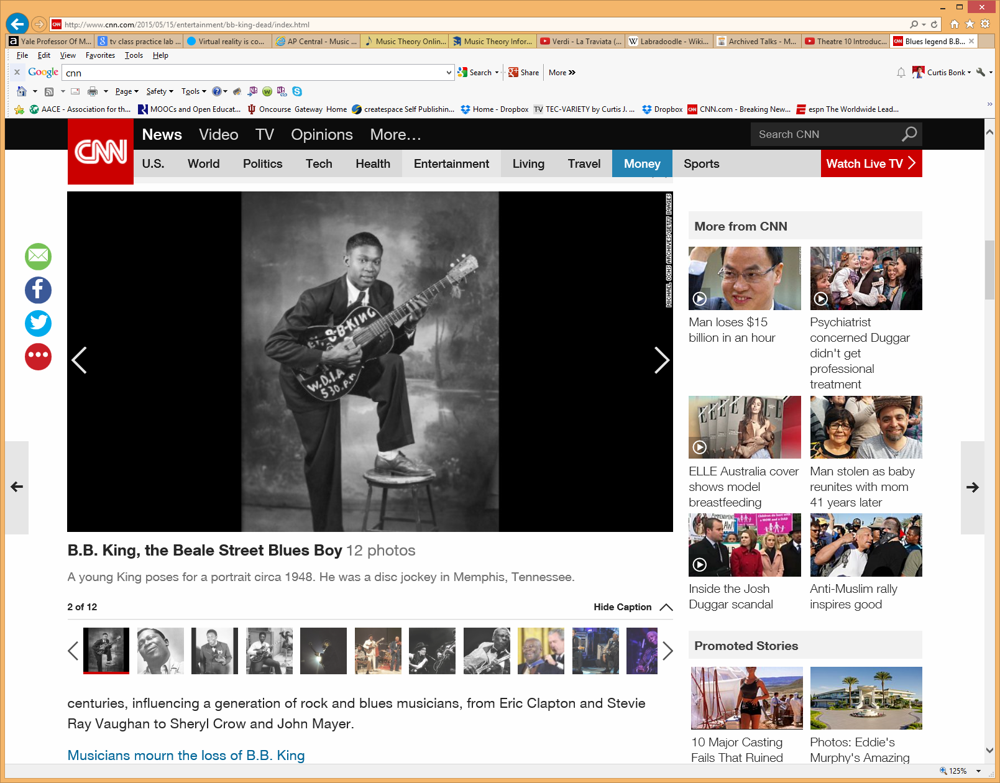 http://www.cnn.com/2015/05/15/entertainment/bb-king-dead/index.html
Yale Professor Of M...
tv class practice lab ...
Virtual reality is co...
AP Central - Music ...
Music Theory Onlin...
Music Theory Infor...
Verdi - La Traviata (...
Labradoodle - Wiki...
Archived Talks - M...
Theatre 10 Introduc...
Blues legend B.B...
File Edit View Favorites Tools Help
x Google cnn Search Share More » Curtis Bonk
Page Safety Tools
AACE - Association for th... MOOCs and Open Educat... Oncourse Gateway Home createspace Self Publishin... Home - Dropbox TEC-VARIETY by Curtis J. ... Dropbox CNN.com - Breaking New... espn The Worldwide Lead...
CNN
News Video TV Opinions More...
Search CNN
U.S. World Politics Tech Health Entertainment Living Travel Money Sports
Watch Live TV
MICHAEL OCHS ARCHIVES/GETTY IMAGES
B·B·KING
W.D.I.A
530.P.M
B.B. King, the Beale Street Blues Boy 12 photos
A young King poses for a portrait circa 1948. He was a disc jockey in Memphis, Tennessee.
2 of 12
Hide Caption
centuries, influencing a generation of rock and blues musicians, from Eric Clapton and Stevie
Ray Vaughan to Sheryl Crow and John Mayer.
Musicians mourn the loss of B.B. King
More from CNN
Man loses $15
billion in an hour
Psychiatrist
concerned Duggar
didn't get
professional
treatment
ELLE
ELLE Australia cover
shows model
breastfeeding
Man stolen as baby
reunites with mom
41 years later
Children do best with
a MOM and a DAD
Inside the Josh
Duggar scandal
Anti-Muslim rally
inspires good
Promoted Stories
10 Major Casting
Fails That Ruined
Photos: Eddie's
Murphy's Amazing
125%